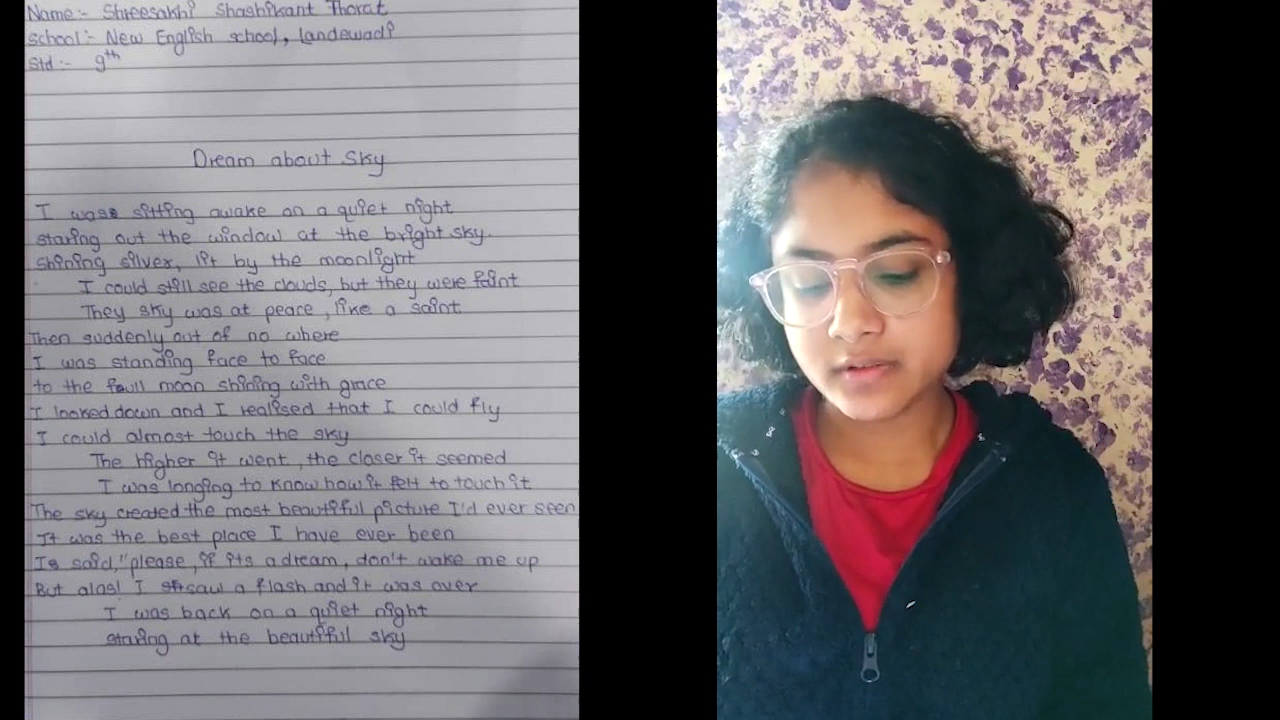 Name:- Shreesakhi Shashikant Thorat
School:- New English school, Landewadi
Std:- 9th
Dream about sky
I was sitting awake on a quiet night
staring out the window at the bright sky.
Shining silver, lit by the moonlight
I could still see the clouds, but they were faint
They sky was at peace, like a saint
Then suddenly out of no where
I was standing face to face
to the full moon shining with grace
I looked down and I realised that I could fly
I could almost touch the sky
The higher it went, the closer it seemed
I was longing to know how it felt to touch it
The sky created the most beautiful picture I'd ever seen
It was the best place I have ever been
I said, "please, if its a dream, don't wake me up
But alas! I saw a flash and it was over
I was back on a quiet night
staring at the beautiful sky